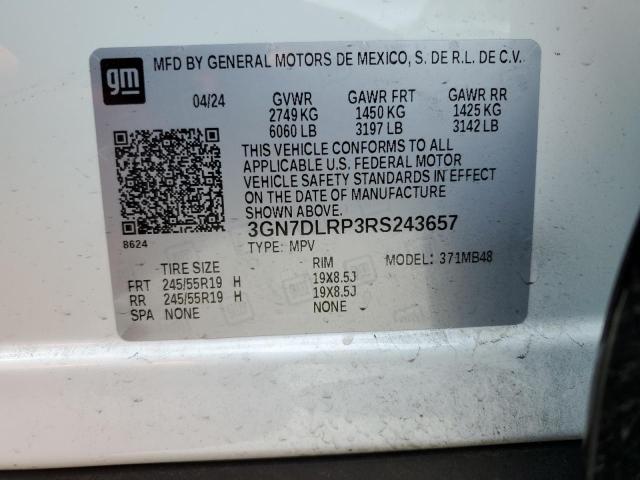 gm
MFD BY GENERAL MOTORS DE MEXICO, S. DE R.L. DE C.V.
04/24 GVWR GAWR FRT GAWR RR
2749 KG 1450 KG 1425 KG
6060 LB 3197 LB 3142 LB
THIS VEHICLE CONFORMS TO ALL
APPLICABLE U.S. FEDERAL MOTOR
VEHICLE SAFETY STANDARDS IN EFFECT
ON THE DATE OF MANUFACTURE
SHOWN ABOVE.
8624
3GN7DLRP3RS243657
TYPE: MPV MODEL: 371MB48
TIRE SIZE RIM
FRT 245/55R19 H 19X8.5J
RR 245/55R19 H 19X8.5J
SPA NONE NONE